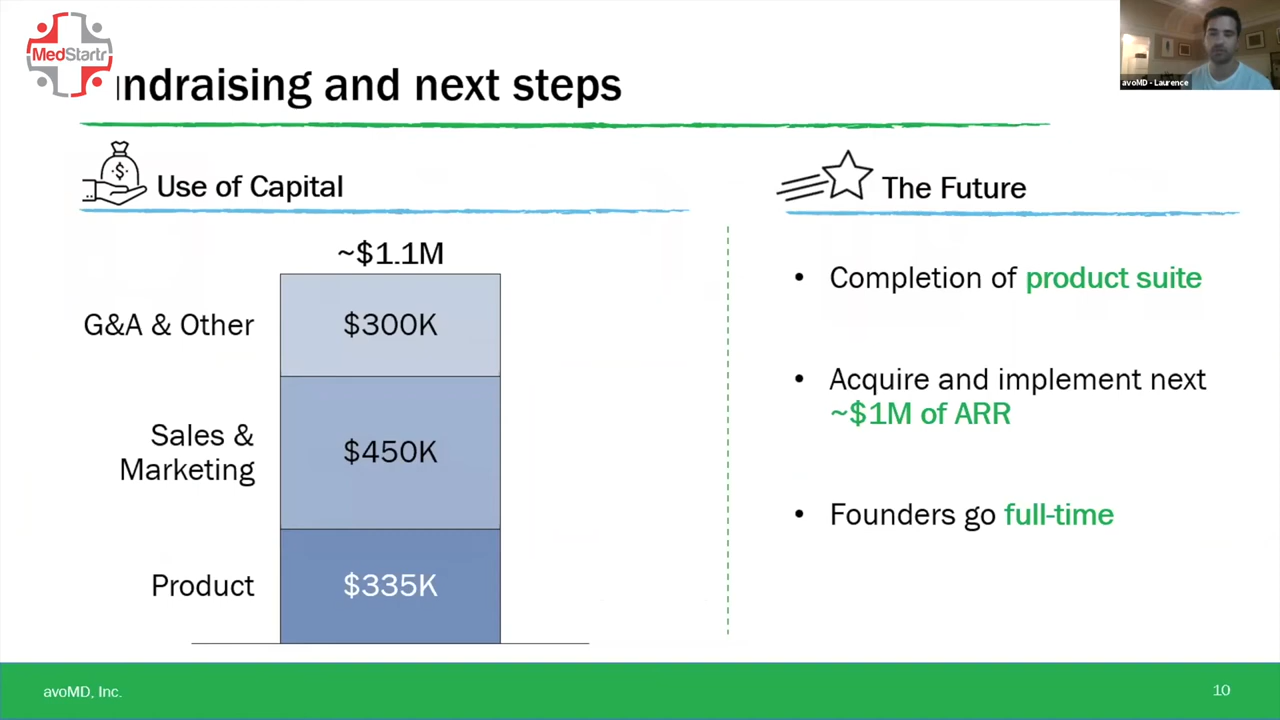 MedStartr
undraising and next steps
avoMD - Laurence
$
Use of Capital
The Future
~$1.1M
G&A & Other
$300K
Sales &
Marketing
$450K
Product
$335K
• Completion of product suite
• Acquire and implement next
~$1M of ARR
• Founders go full-time
avoMD, Inc.
10